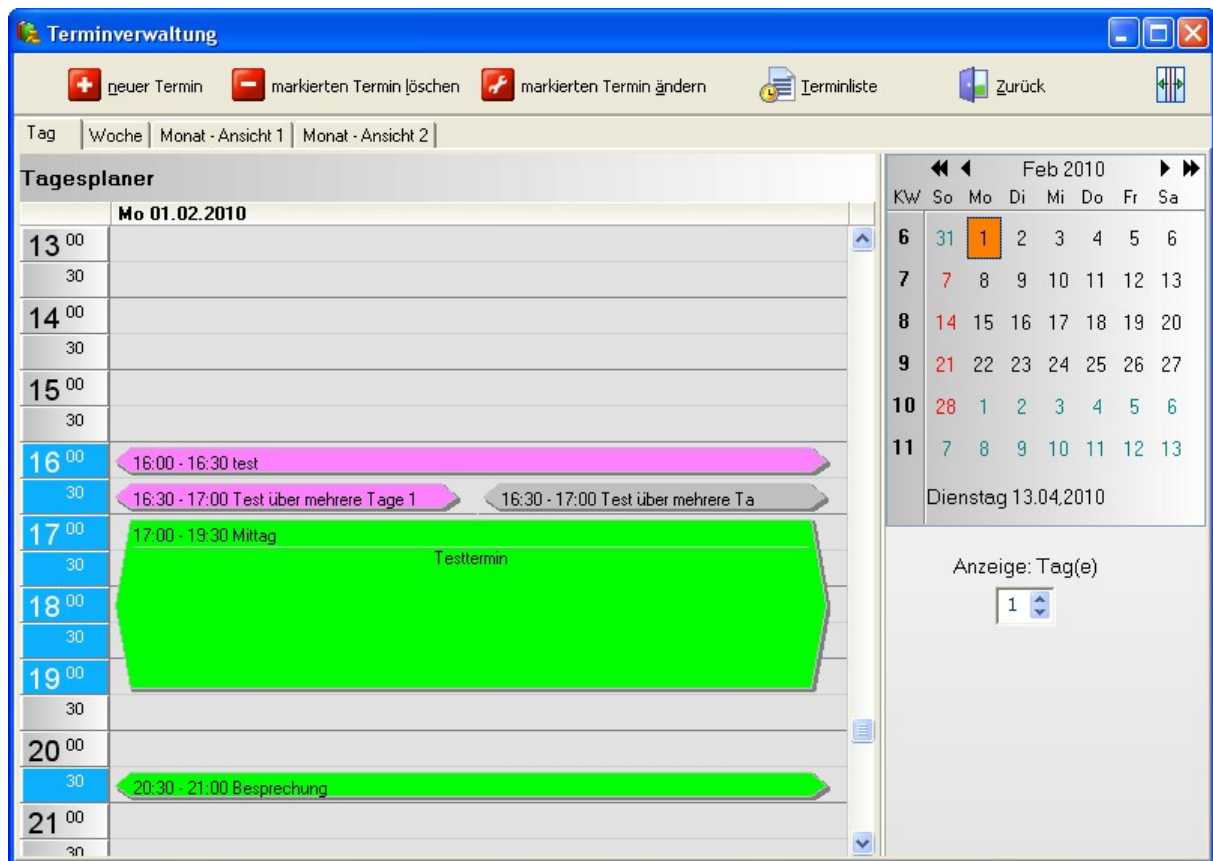 Terminverwaltung
neuer Termin markierten Termin löschen markierten Termin ändern Terminliste Zurück
Tag Woche Monat - Ansicht 1 Monat - Ansicht 2
Tagesplaner
Mo 01.02.2010
13 00
30
14 00
30
15 00
30
16 00 16:00 - 16:30 test
30 16:30 - 17:00 Test über mehrere Tage 1 16:30 - 17:00 Test über mehrere Ta
17 00 17:00 - 19:30 Mittag
30 Testtermin
18 00
30
19 00
30
20 00
30 20:30 - 21:00 Besprechung
21 00
30
Feb 2010
KW So Mo Di Mi Do Fr Sa
6 31 1 2 3 4 5 6
7 7 8 9 10 11 12 13
8 14 15 16 17 18 19 20
9 21 22 23 24 25 26 27
10 28 1 2 3 4 5 6
11 7 8 9 10 11 12 13
Dienstag 13.04,2010
Anzeige: Tag(e)
1